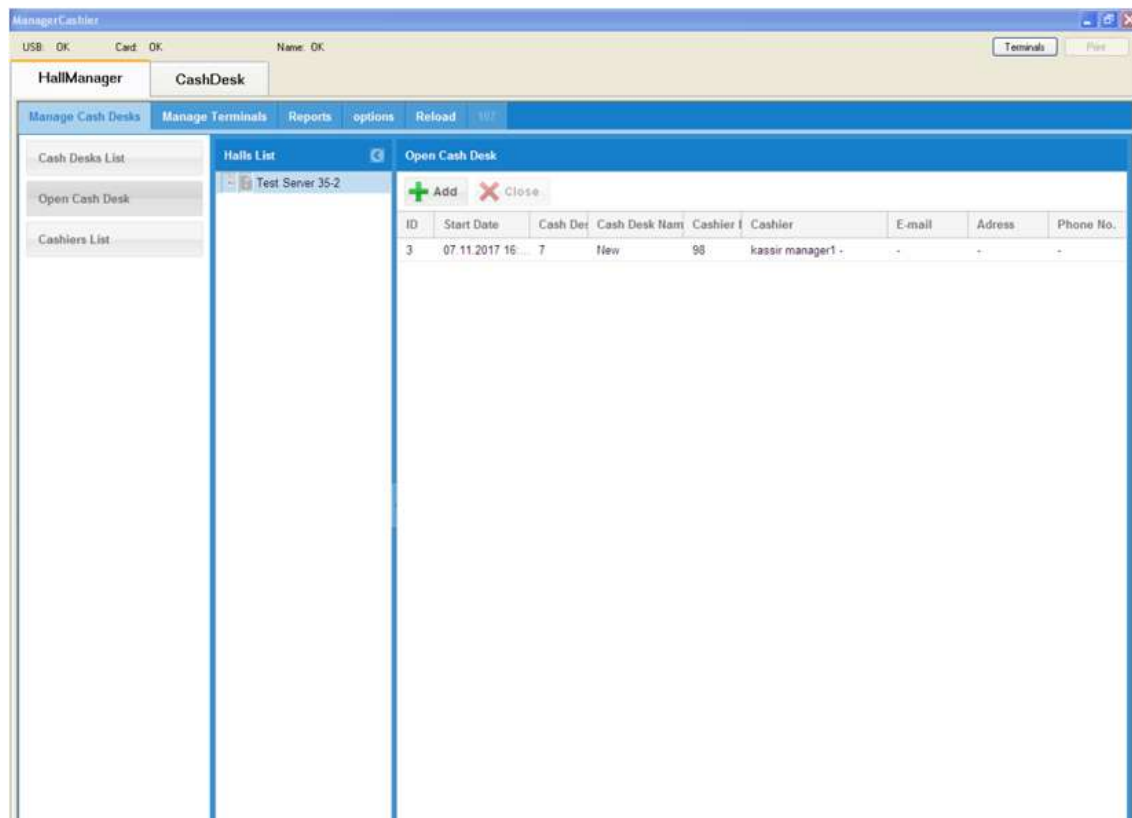 ManagerCashier
USB: OK Card: OK Name: OK Terminals Print
HallManager CashDesk
Manage Cash Desks Manage Terminals Reports options Reload
Cash Desks List Halls List Open Cash Desk
Open Cash Desk Test Server 35-2 Add Close
Cashiers List ID Start Date Cash Des Cash Desk Nam Cashier Cashier E-mail Adress Phone No.
3 07.11.2017 16:... 7 New 98 kassir manager1 - - - -